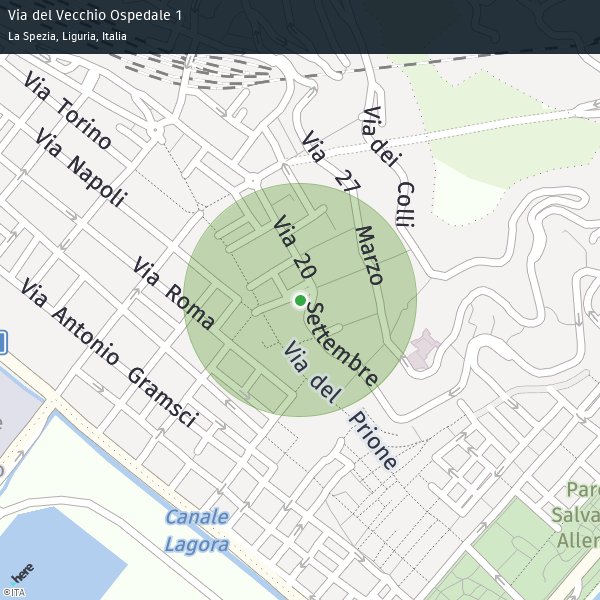 Via del Vecchio Ospedale 1
La Spezia, Liguria, Italia
Via Torino
Via Napoli
Via 27 Marzo
Via dei Colli
Via 20 Settembre
Via Roma
Via Antonio Gramsci
Via del Prione
Canale
Lagora
Parc
Salva
Aller
here
©ITA